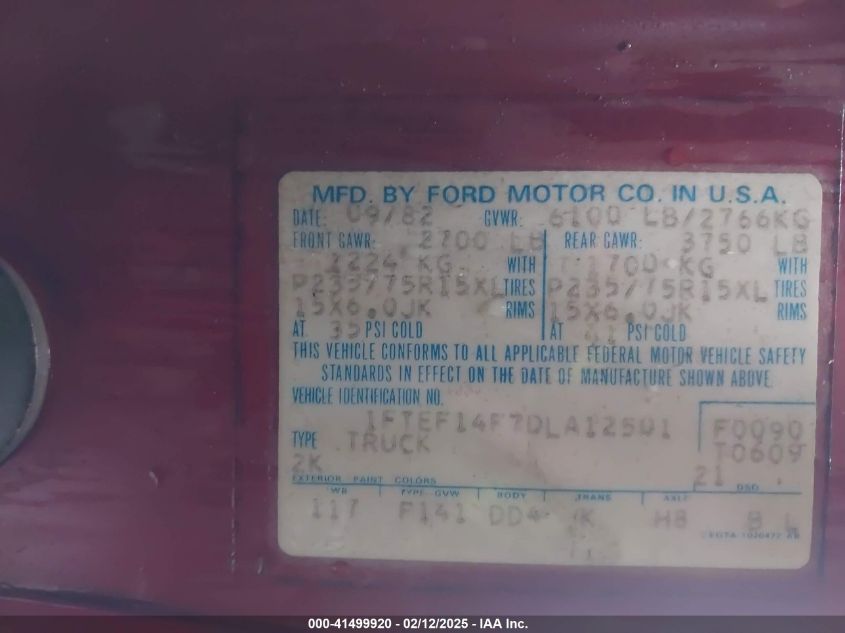 MFD. BY FORD MOTOR CO. IN U.S.A.
DATE: 09/82 GVWR: 6100 LB/2766KG
FRONT GAWR: 2700 LB REAR GAWR: 3750 LB
1224 KG WITH 1700 KG WITH
P235/75R15XL TIRES P235/75R15XL TIRES
15X6.0JK RIMS 15X6.0JK RIMS
AT 35 PSI COLD AT 41 PSI COLD
THIS VEHICLE CONFORMS TO ALL APPLICABLE FEDERAL MOTOR VEHICLE SAFETY
STANDARDS IN EFFECT ON THE DATE OF MANUFACTURE SHOWN ABOVE.
VEHICLE IDENTIFICATION NO.
1FTEF14F7DLA12501 F0090
TYPE TRUCK T0609
2K 21
EXTERIOR PAINT COLORS DSO
WB TYPE-GVW BODY TRANS AXLE
117 F141 DD4 K H8 B L
000-41499920 - 02/12/2025 - IAA Inc.